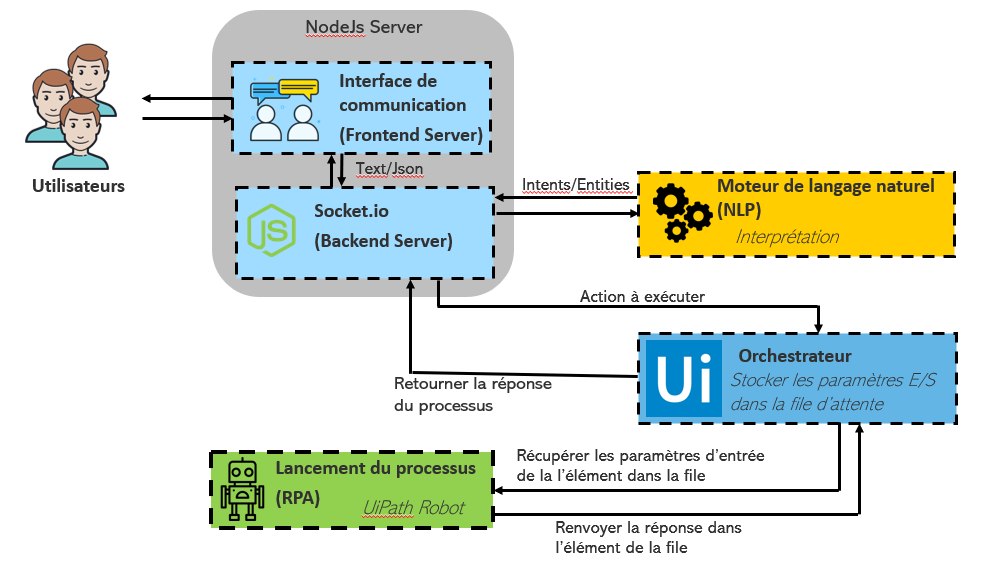 NodeJs Server
Interface de
communication
(Frontend Server)
Utilisateurs
Text/Json
Socket.io
(Backend Server)
JS
Intents/Entities
Moteur de langage naturel
(NLP)
Interprétation
Action à exécuter
Retourner la réponse
du processus
Ui
Orchestrateur
Stocker les paramètres E/S
dans la file d'attente
Lancement du processus
(RPA)
UiPath Robot
Récupérer les paramètres d'entrée
de la l'élément dans la file
Renvoyer la réponse dans
l'élément de la file